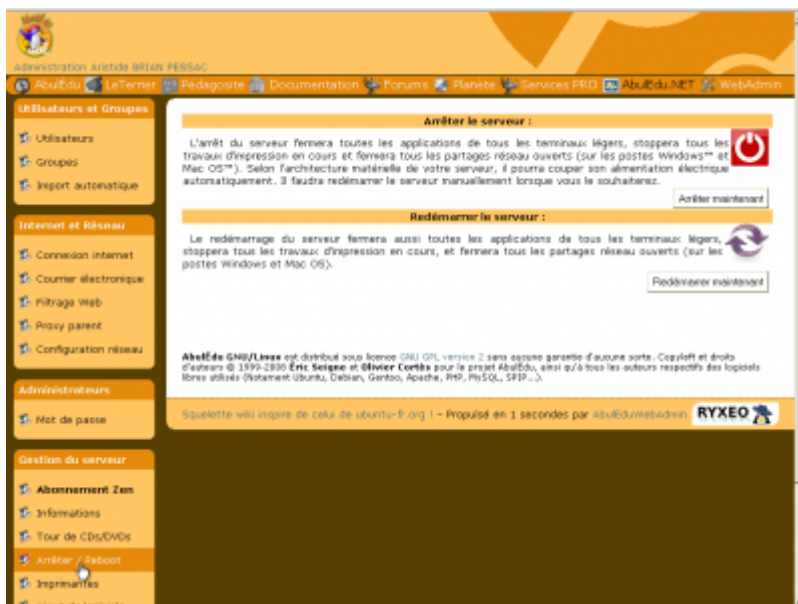 Administration Aristide BRIAN PESSAC
AbulEdu LeTerrier Pedagosite Documentation Forums Planete Services PRO AbulEdu.NET WebAdmin
Utilisateurs et Groupes
Utilisateurs
Groupes
Import automatique
Internet et Réseau
Connexion internet
Courrier électronique
Filtrage Web
Proxy parent
Configuration réseau
Administrateurs
Mot de passe
Gestion du serveur
Abonnement Zen
Informations
Tour de CDs/DVDs
Arrêter / Reboot
Imprimantes
Arrêter le serveur :
L'arrêt du serveur fermera toutes les applications de tous les terminaux légers, stoppera tous les
travaux d'impression en cours et fermera tous les partages réseau ouverts (sur les postes Windows™ et
Mac OS™). Selon l'architecture matérielle de votre serveur, il pourra couper son alimentation électrique
automatiquement. Il faudra redémarrer le serveur manuellement lorsque vous le souhaiterez.
Arrêter maintenant
Redémarrer le serveur :
Le redémarrage du serveur fermera aussi toutes les applications de tous les terminaux légers,
stoppera tous les travaux d'impression en cours, et fermera tous les partages réseau ouverts (sur les
postes Windows et Mac OS).
Redémarrer maintenant
AbulÉdu GNU/Linux est distribué sous licence GNU GPL version 2 sans aucune garantie d'aucune sorte. Copyleft et droits
d'auteurs @ 1999-2008 Éric Seigne et Olivier Cortès pour le projet AbulÉdu, ainsi qu'à tous les auteurs respectifs des logiciels
libres utilisés (Notament Ubuntu, Debian, Gentoo, Apache, PHP, MySQL, SPIP...).
Squelette wiki inspire de celui de ubuntu-fr.org ! - Propulsé en 1 secondes par AbulEduWebAdmin RYXEO